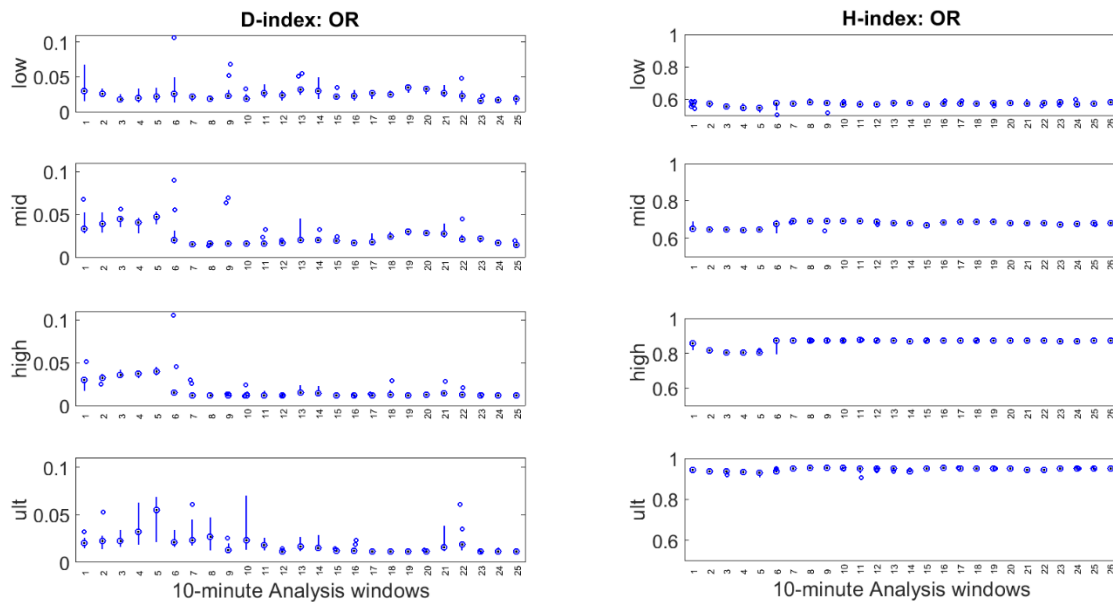 D-index: OR
low
0.1
0.05
0
1 2 3 4 5 6 7 8 9 10 11 12 13 14 15 16 17 18 19 20 21 22 23 24 25
mid
0.1
0.05
0
1 2 3 4 5 6 7 8 9 10 11 12 13 14 15 16 17 18 19 20 21 22 23 24 25
high
0.1
0.05
0
1 2 3 4 5 6 7 8 9 10 11 12 13 14 15 16 17 18 19 20 21 22 23 24 25
ult
0.1
0.05
0
1 2 3 4 5 6 7 8 9 10 11 12 13 14 15 16 17 18 19 20 21 22 23 24 25
10-minute Analysis windows
H-index: OR
low
1
0.8
0.6
1 2 3 4 5 6 7 8 9 10 11 12 13 14 15 16 17 18 19 20 21 22 23 24 25 26
mid
1
0.8
0.6
1 2 3 4 5 6 7 8 9 10 11 12 13 14 15 16 17 18 19 20 21 22 23 24 25 26
high
1
0.8
0.6
1 2 3 4 5 6 7 8 9 10 11 12 13 14 15 16 17 18 19 20 21 22 23 24 25 26
ult
1
0.8
0.6
1 2 3 4 5 6 7 8 9 10 11 12 13 14 15 16 17 18 19 20 21 22 23 24 25 26
10-minute Analysis windows